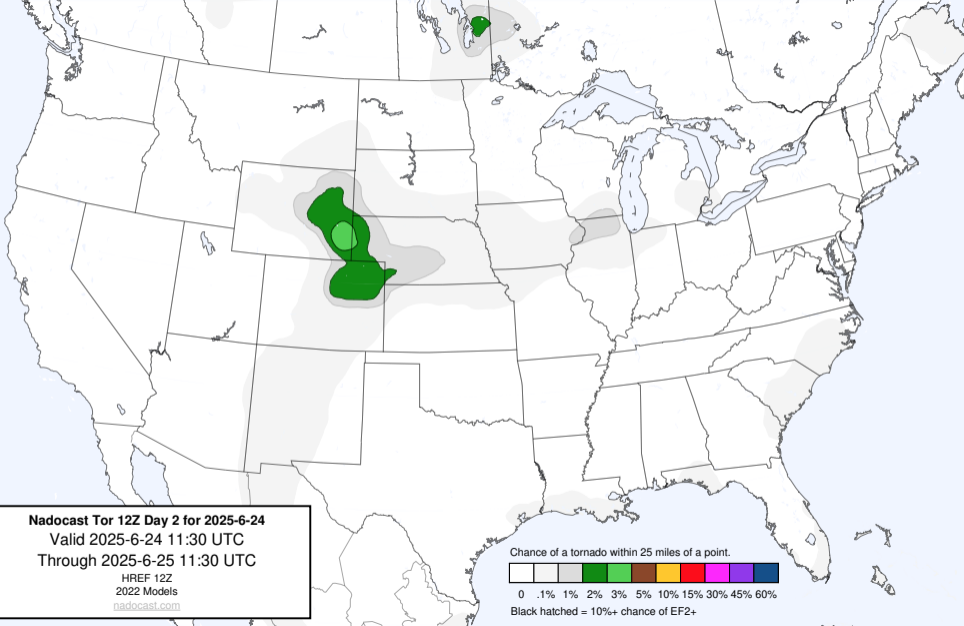 Nadocast Tor 12Z Day 2 for 2025-6-24
Valid 2025-6-24 11:30 UTC
Through 2025-6-25 11:30 UTC
HREF 12Z
2022 Models
nadocast.com
Chance of a tornado within 25 miles of a point.
0 .1% 1% 2% 3% 5% 10% 15% 30% 45% 60%
Black hatched = 10%+ chance of EF2+